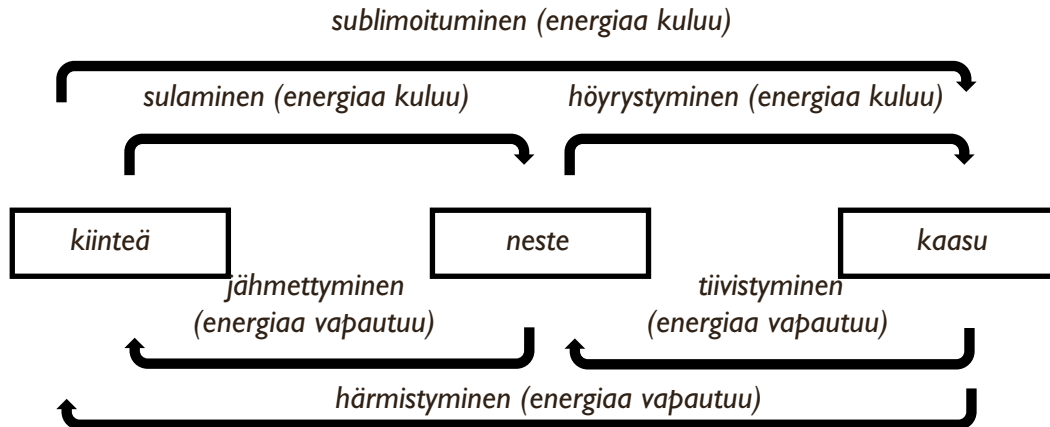 sublimoituminen (energiaa kuluu)
sulaminen (energiaa kuluu)
höyrystyminen (energiaa kuluu)
kiinteä
neste
kaasu
jähmettyminen
(energiaa vapautuu)
tiivistyminen
(energiaa vapautuu)
härmistyminen (energiaa vapautuu)